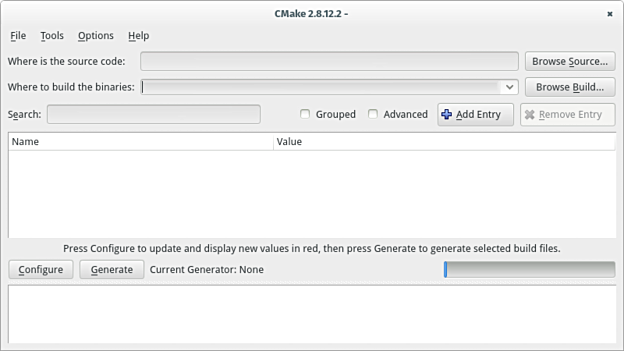 CMake 2.8.12.2 -
File Tools Options Help
Where is the source code: Browse Source...
Where to build the binaries: Browse Build...
Search: Grouped Advanced Add Entry Remove Entry
Name Value
Press Configure to update and display new values in red, then press Generate to generate selected build files.
Configure Generate Current Generator: None